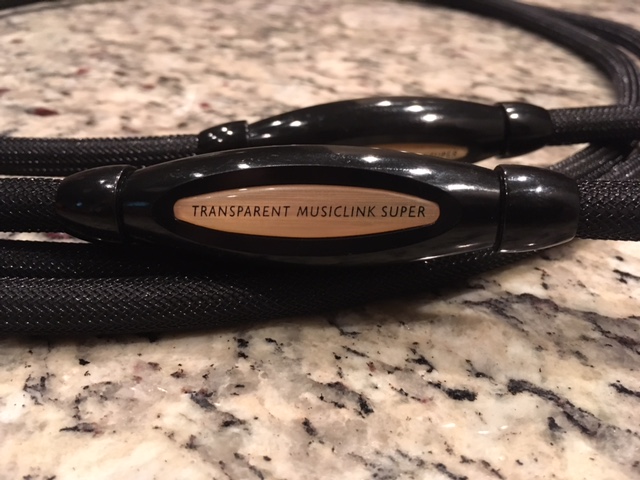 TRANSPARENT MUSICLINK SUPER